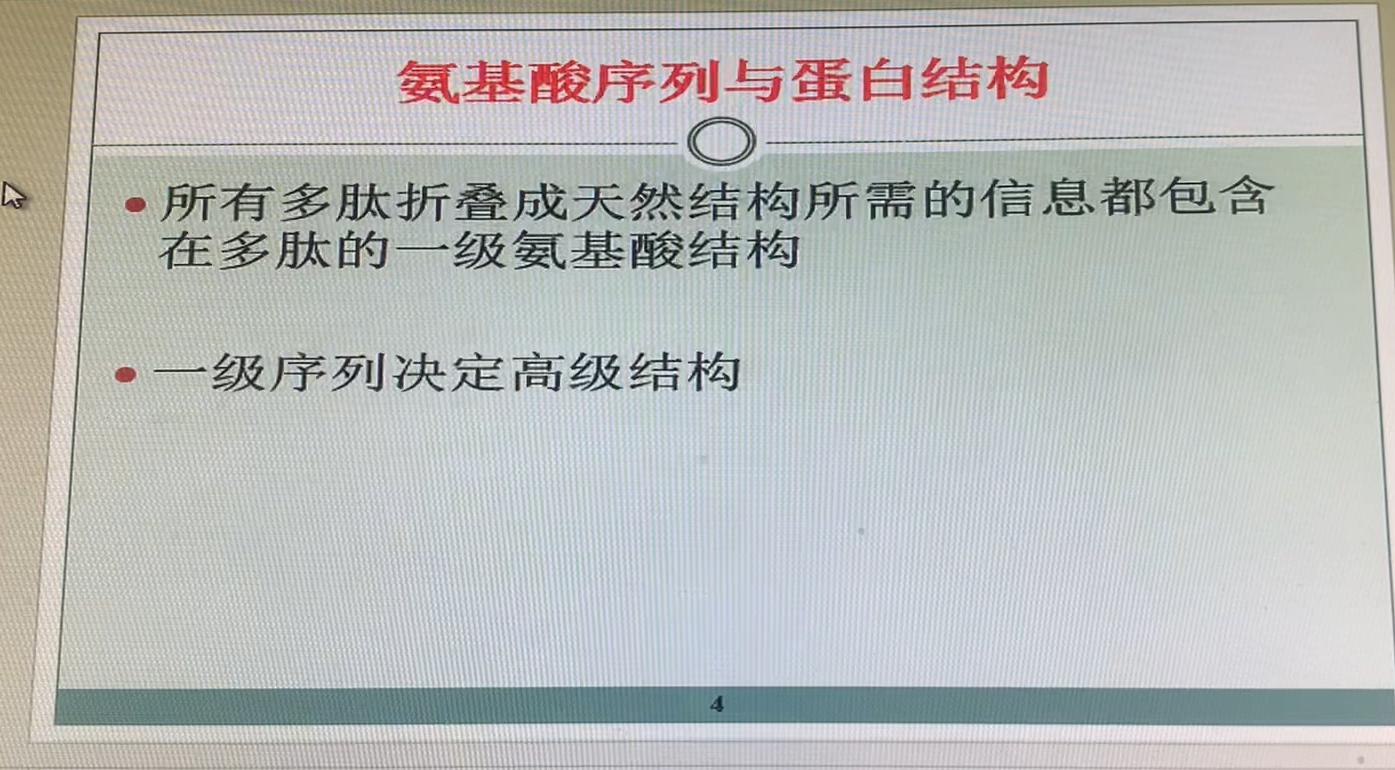 氨基酸序列与蛋白结构
所有多肽折叠成天然结构所需的信息都包含
在多肽的一级氨基酸结构
一级序列决定高级结构
4